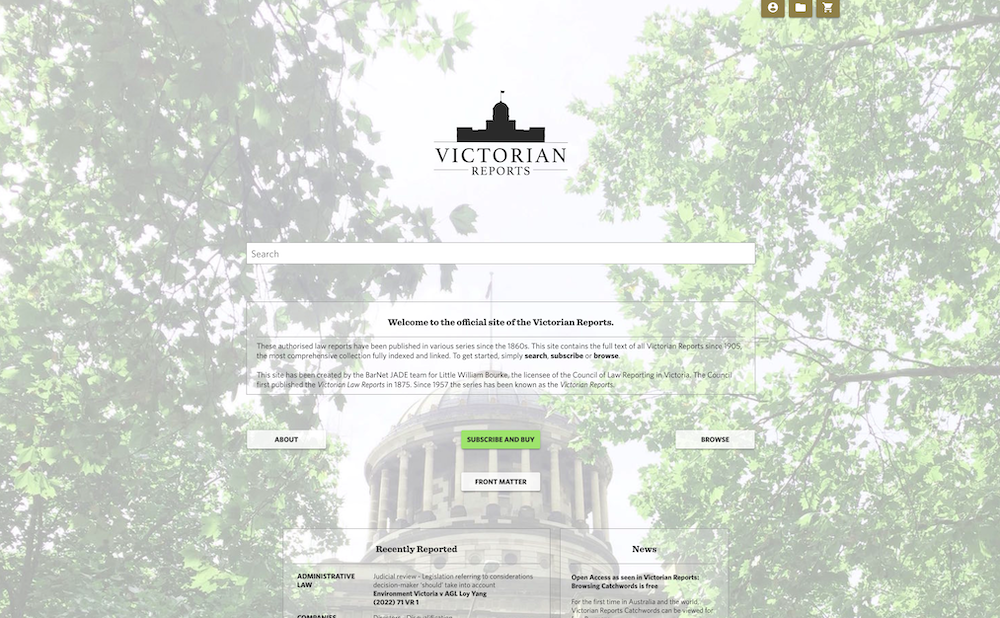 VICTORIAN
REPORTS
Search
Welcome to the official site of the Victorian Reports.
These authorised law reports have been published in various series since the 1860s. This site contains the full text of all Victorian Reports since 1905,
the most comprehensive collection fully indexed and linked. To get started, simply search, subscribe or browse.
This site has been created by the BarNet JADE team for Little William Bourke, the licensee of the Council of Law Reporting in Victoria. The Council
first published the Victorian Law Reports in 1875. Since 1957 the series has been known as the Victorian Reports.
ABOUT
SUBSCRIBE AND BUY
BROWSE
FRONT MATTER
Recently Reported
ADMINISTRATIVE
LAW
Judicial review - Legislation referring to considerations
decision-maker 'should' take into account
Environment Victoria v AGL Loy Yang
(2022) 71 VR 1
COMPANIES
News
Open Access as seen in Victorian Reports:
Browsing Catchwords is free
For the first time in Australia and the world,
Victorian Reports Catchwords can be viewed for